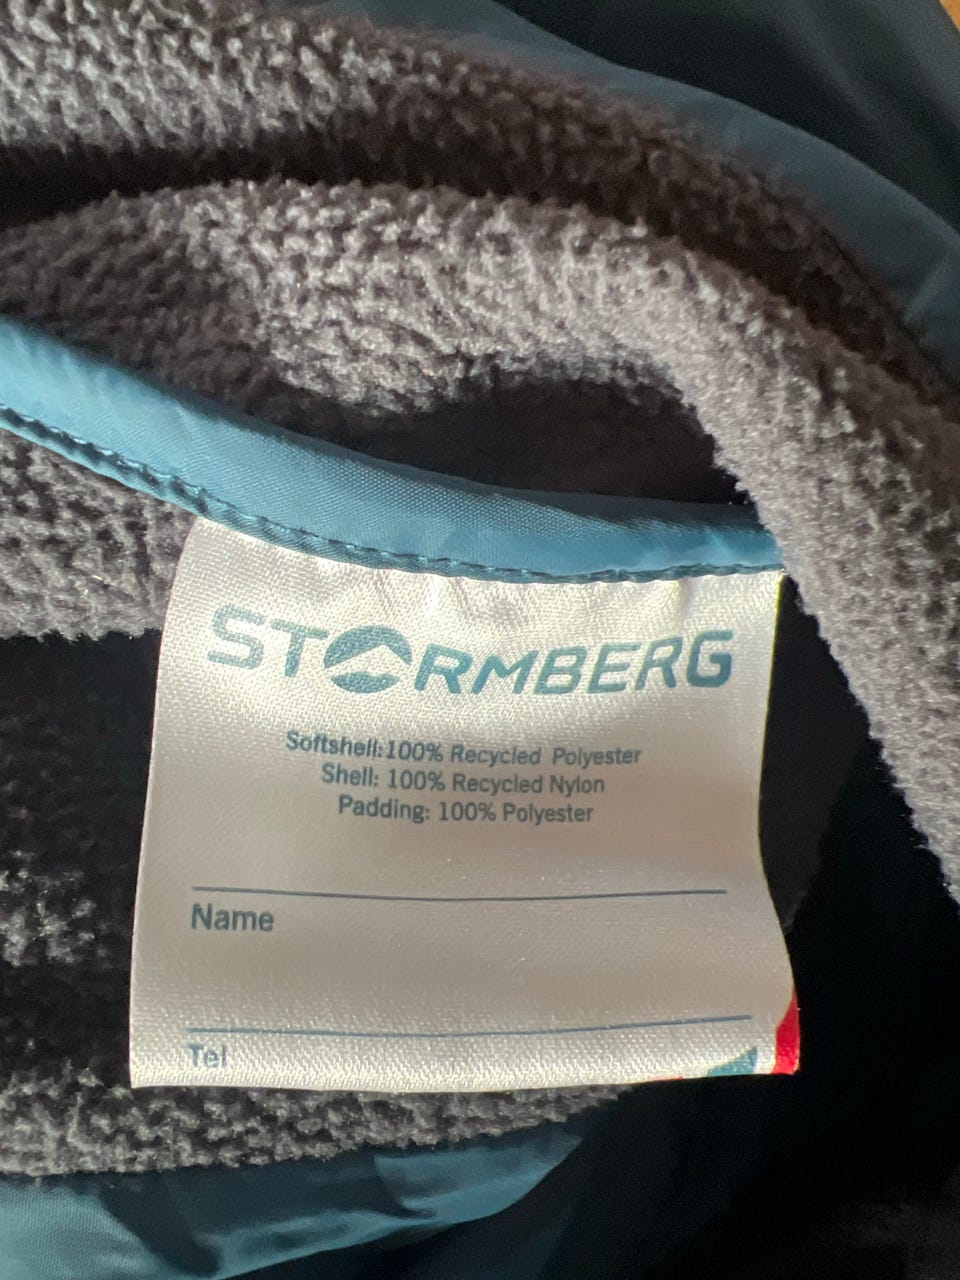 STORMBERG
Softshell:100% Recycled Polyester
Shell: 100% Recycled Nylon
Padding: 100% Polyester
Name
Tel